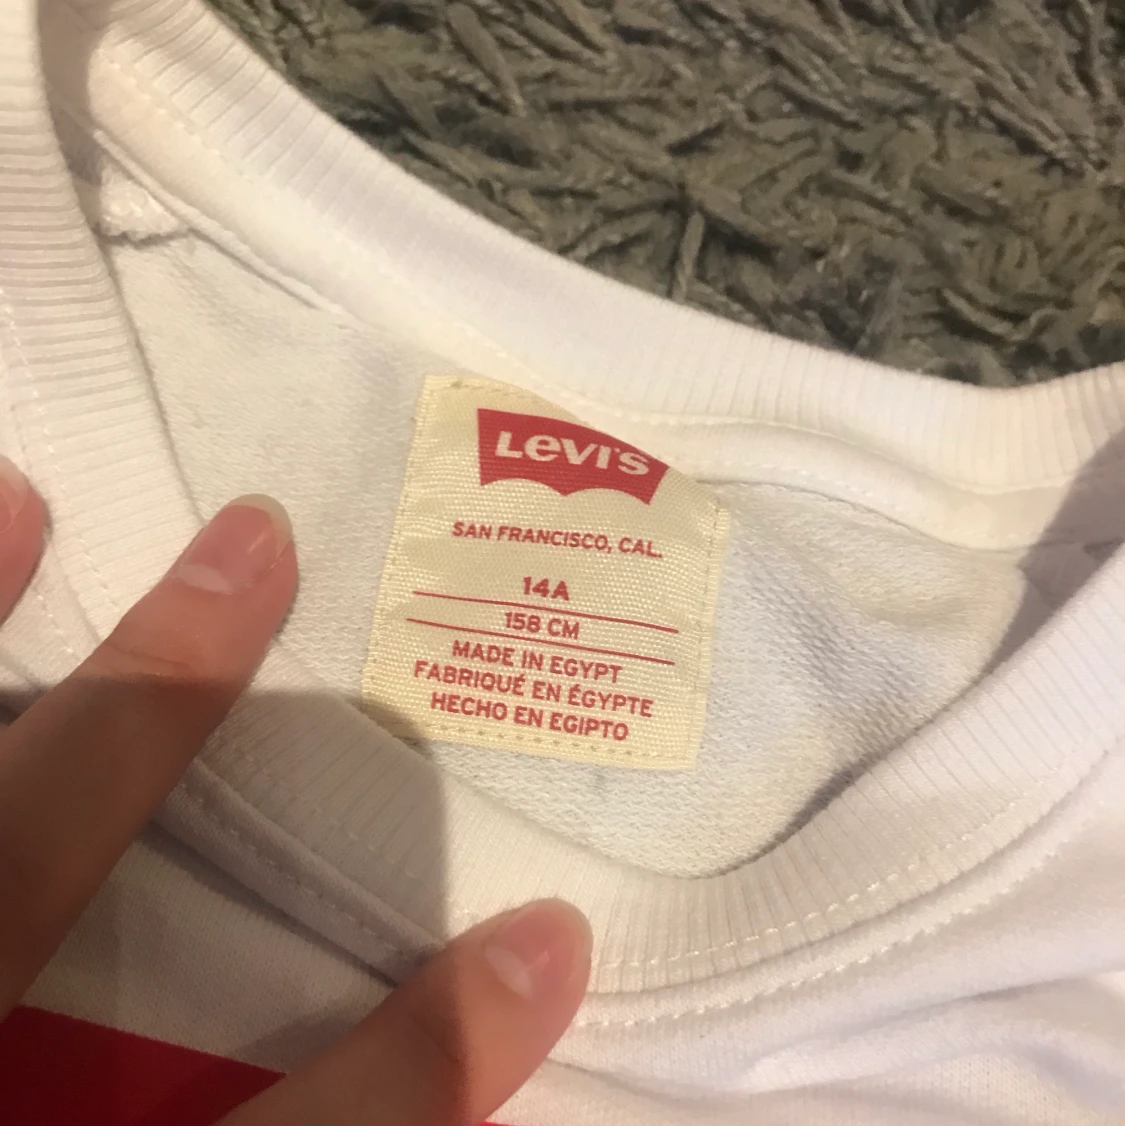 Levi's
SAN FRANCISCO, CAL.
14A
158 CM
MADE IN EGYPT
FABRIQUÉ EN ÉGYPTE
HECHO EN EGIPTO